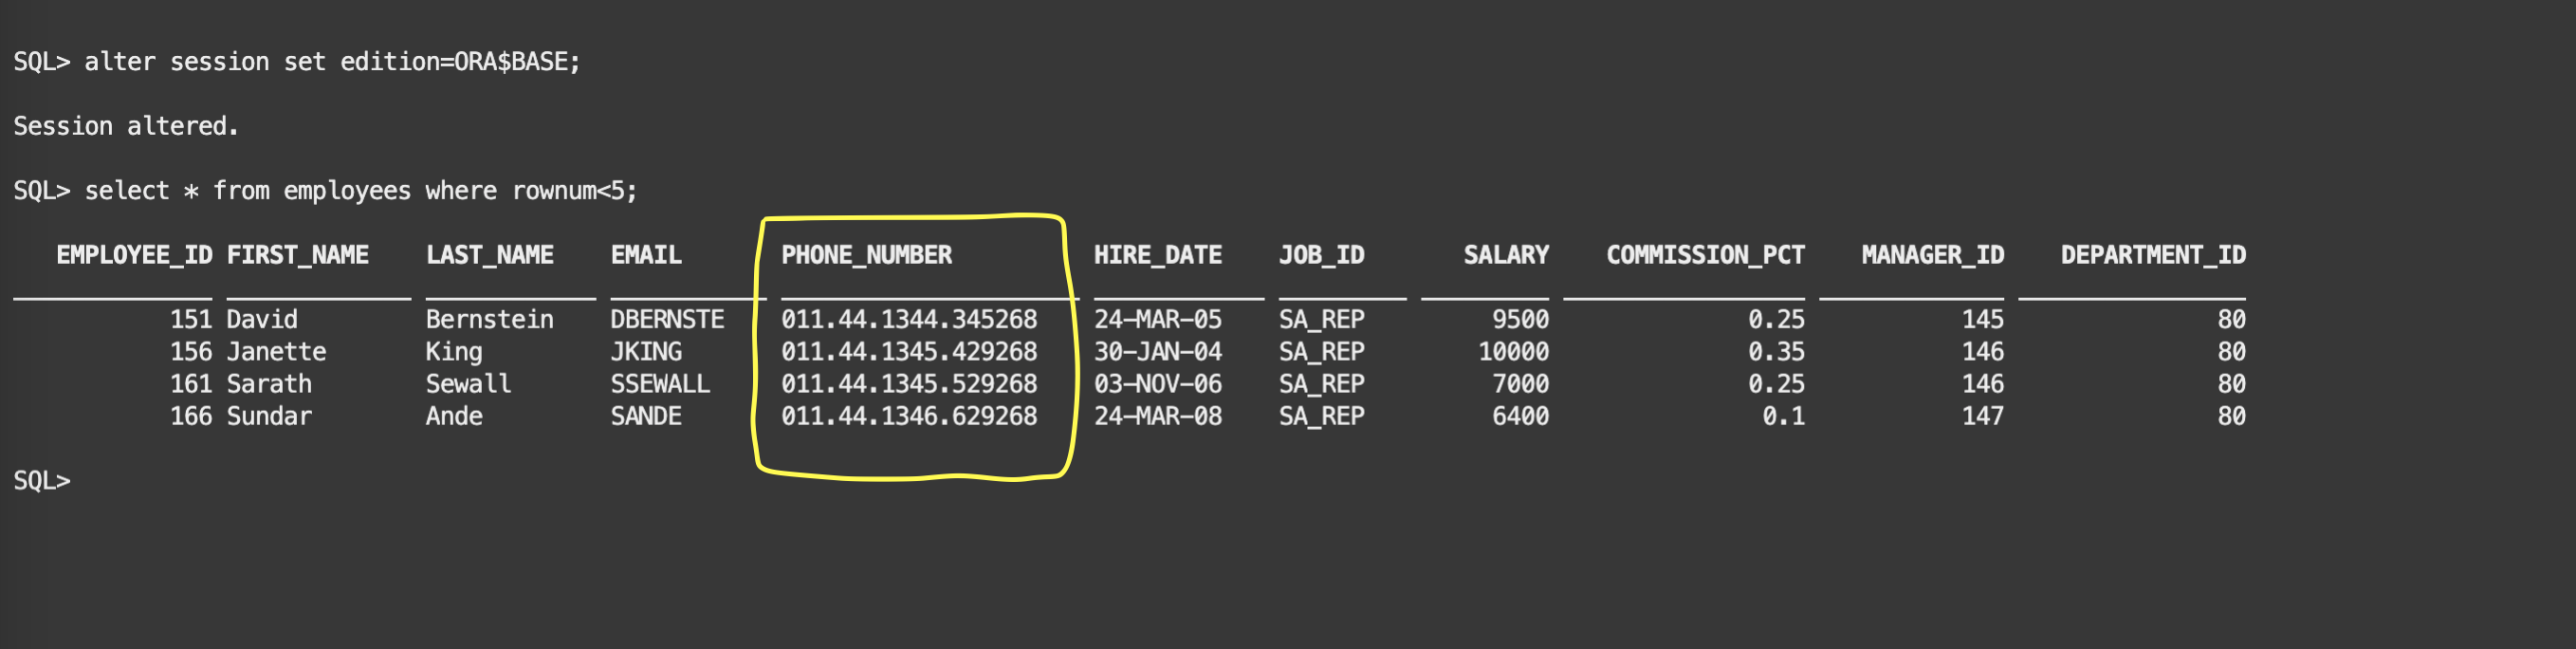 SQL> alter session set edition=ORA$BASE;
Session altered.
SQL> select * from employees where rownum<5;
EMPLOYEE_ID FIRST_NAME LAST_NAME EMAIL PHONE_NUMBER HIRE_DATE JOB_ID SALARY COMMISSION_PCT MANAGER_ID DEPARTMENT_ID
151 David Bernstein DBERNSTE 011.44.1344.345268 24-MAR-05 SA_REP 9500 0.25 145 80
156 Janette King JKING 011.44.1345.429268 30-JAN-04 SA_REP 10000 0.35 146 80
161 Sarath Sewall SSEWALL 011.44.1345.529268 03-NOV-06 SA_REP 7000 0.25 146 80
166 Sundar Ande SANDE 011.44.1346.629268 24-MAR-08 SA_REP 6400 0.1 147 80
SQL>